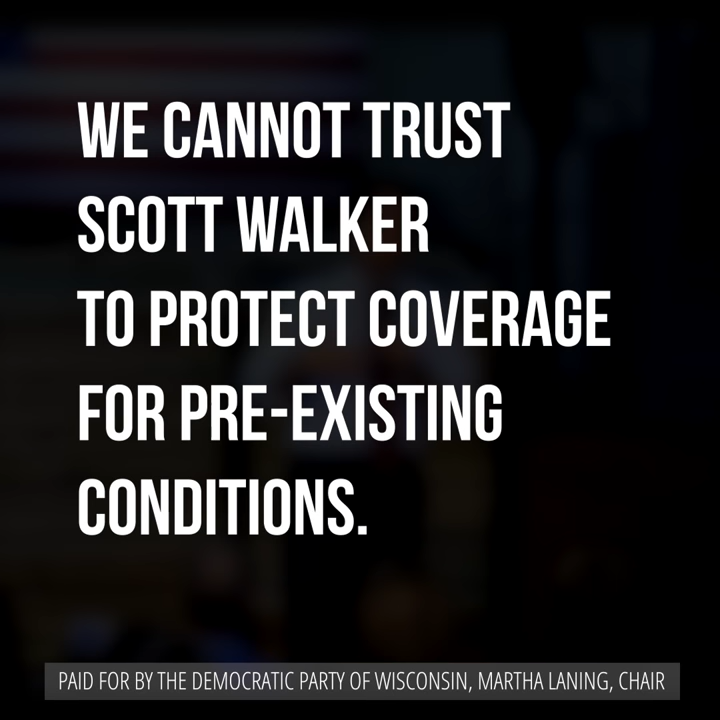 WE CANNOT TRUST
SCOTT WALKER
TO PROTECT COVERAGE
FOR PRE-EXISTING
CONDITIONS.
PAID FOR BY THE DEMOCRATIC PARTY OF WISCONSIN, MARTHA LANING, CHAIR